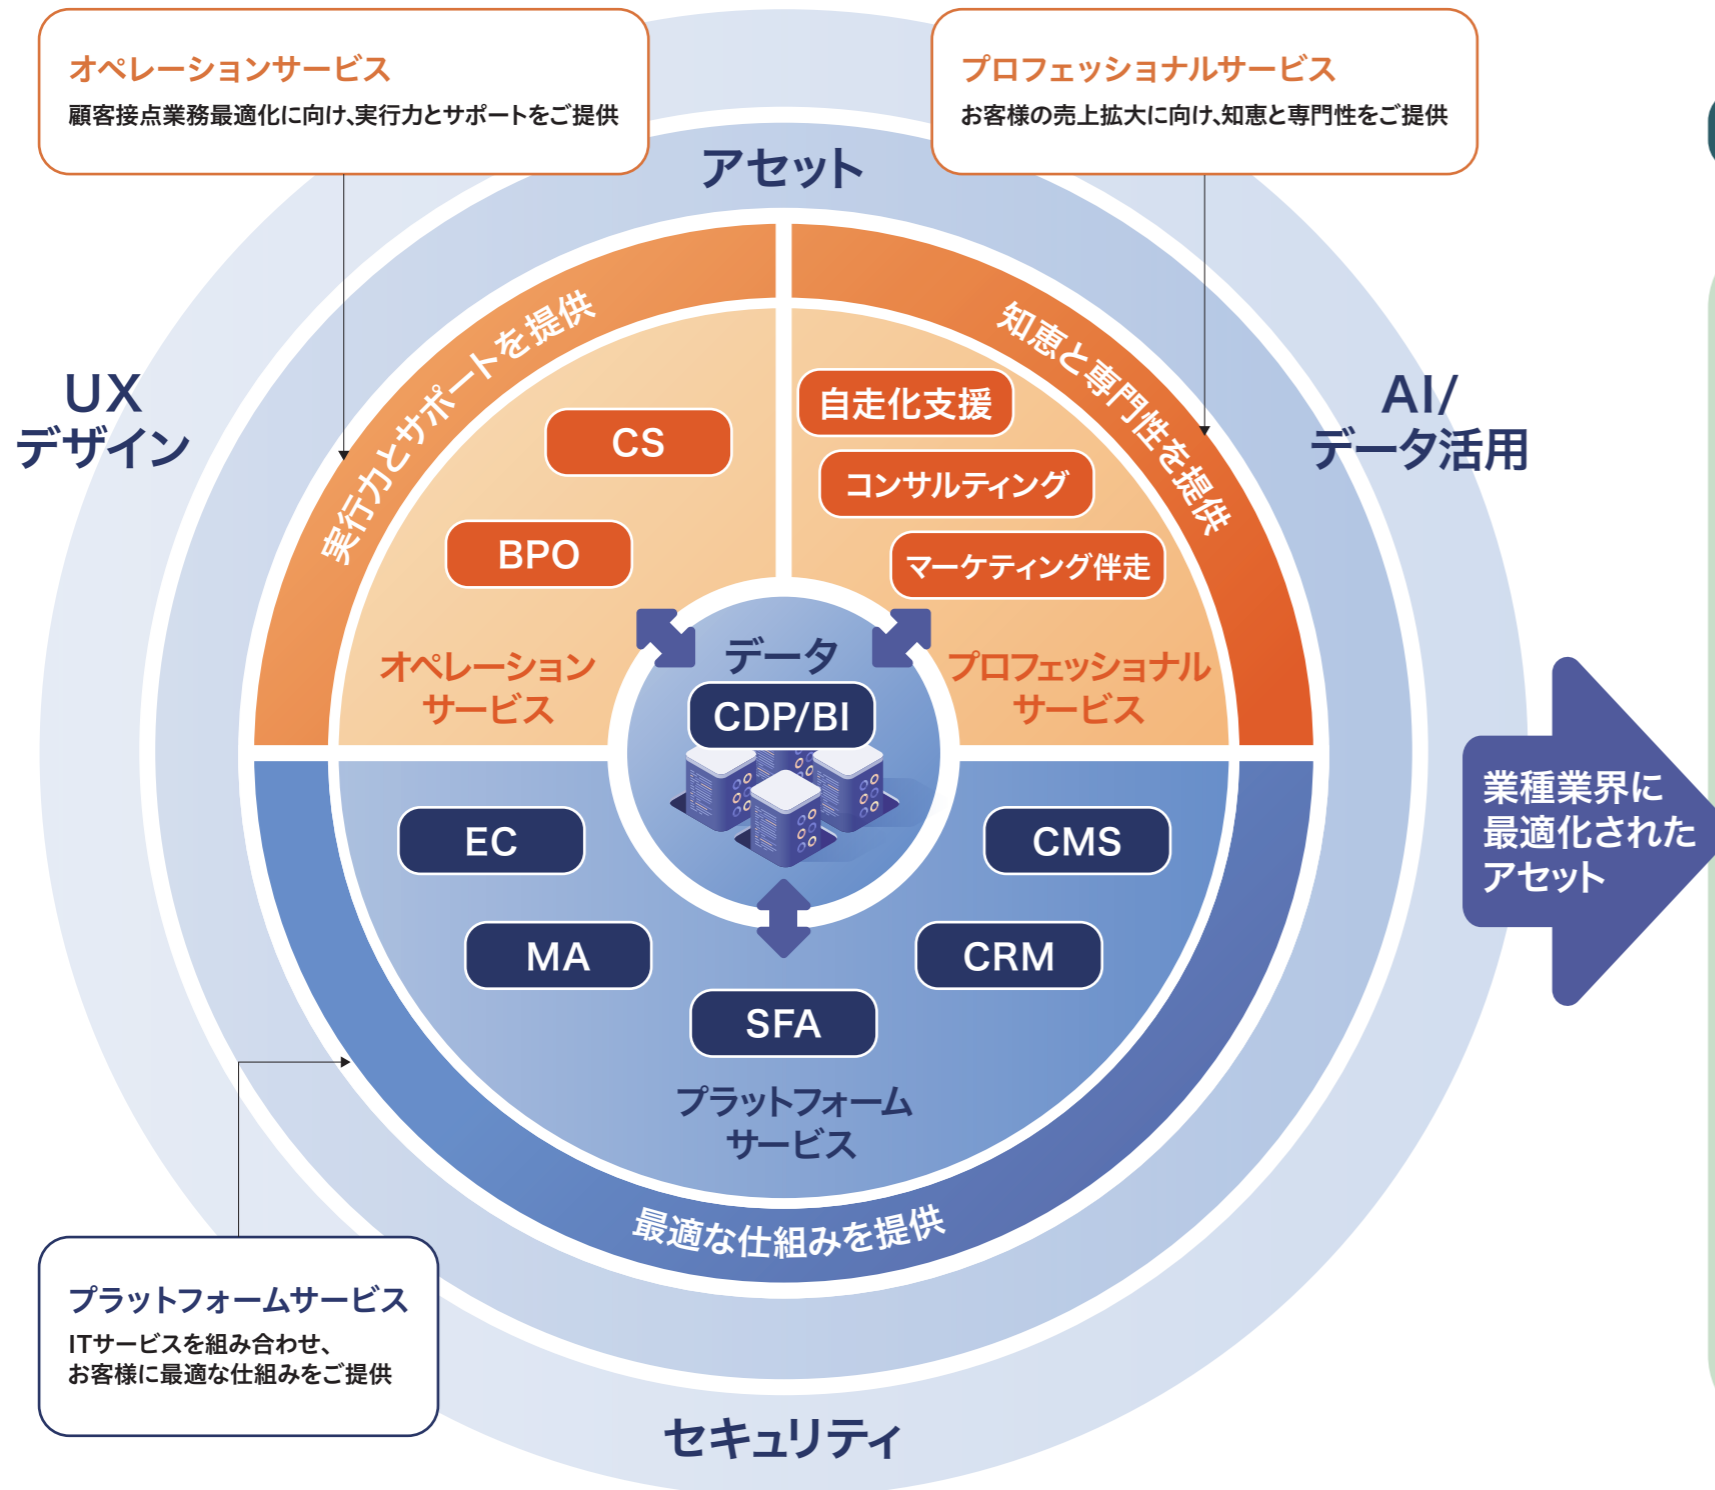 オペレーションサービス
顧客接点業務最適化に向け、実行力とサポートをご提供
プロフェッショナルサービス
お客様の売上拡大に向け、知恵と専門性をご提供
アセット
UX
デザイン
AI/
データ活用
実行力とサポートを提供
知恵と専門性を提供
CS
BPO
オペレーション
サービス
自走化支援
コンサルティング
マーケティング伴走
プロフェッショナル
サービス
データ
CDP/BI
EC
MA
SFA
CRM
CMS
プラットフォーム
サービス
最適な仕組みを提供
業種業界に
最適化された
アセット
プラットフォームサービス
ITサービスを組み合わせ、
お客様に最適な仕組みをご提供
セキュリティ